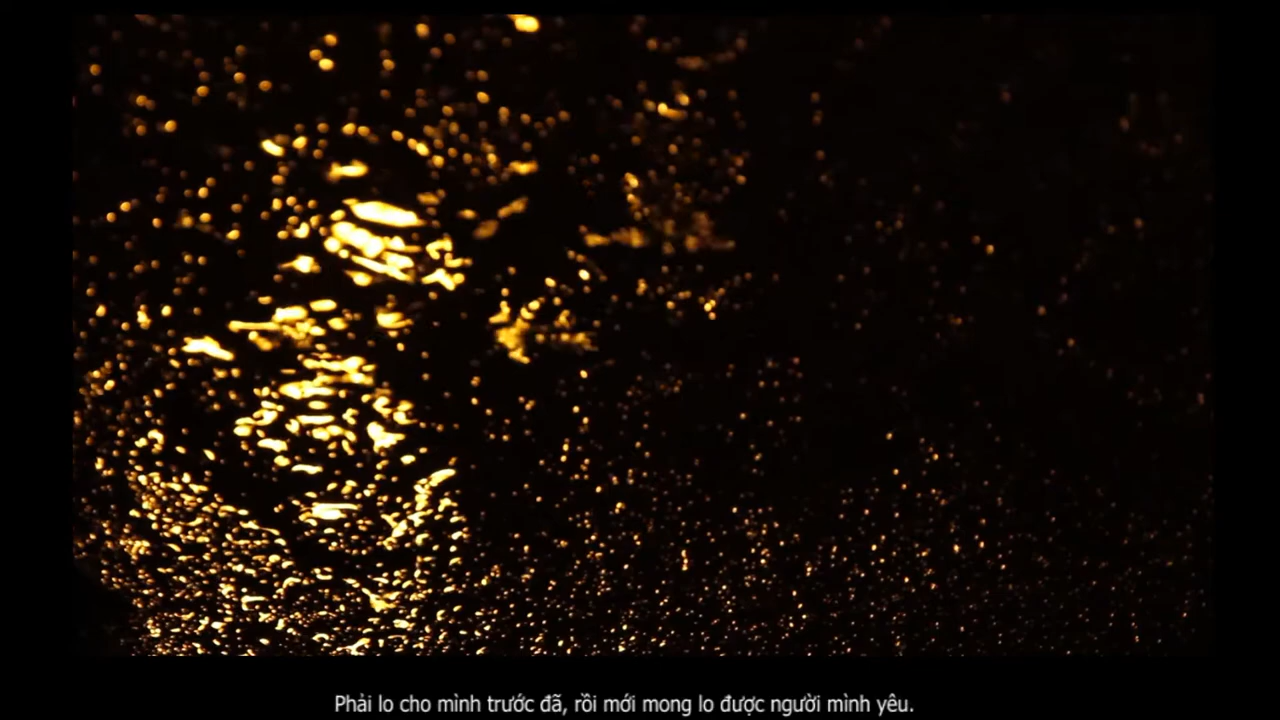 Phải lo cho mình trước đã, rồi mới mong lo được người mình yêu.